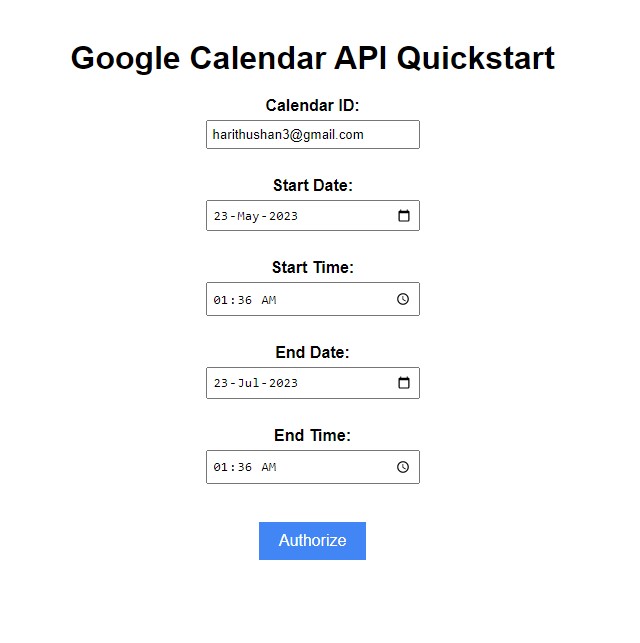 Google Calendar API Quickstart
Calendar ID:
harithushan3@gmail.com
Start Date:
23-May-2023
Start Time:
01:36 AM
End Date:
23-Jul-2023
End Time:
01:36 AM
Authorize